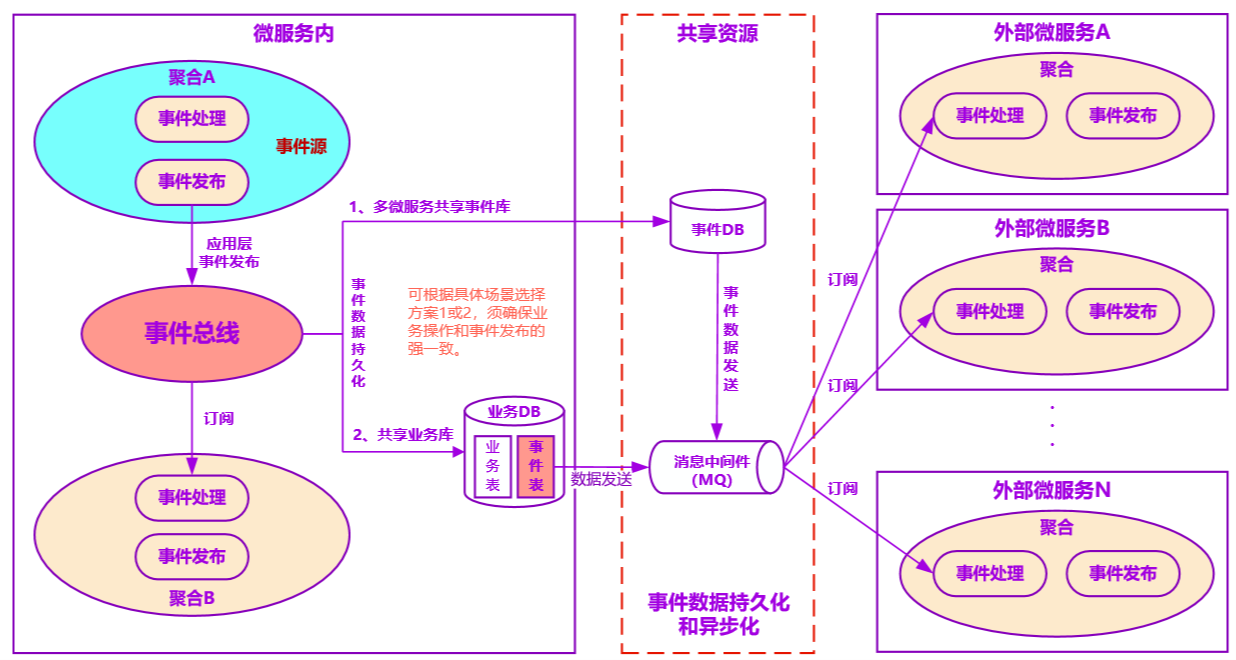 微服务内
聚合A
事件处理
事件源
事件发布
应用层
事件发布
事件总线
订阅
事件处理
事件发布
聚合B
1、多微服务共享事件库
事件数据持久化
可根据具体场景选择
方案1或2，须确保业
务操作和事件发布的
强一致。
2、共享业务库
业务DB
业务表
事件表
数据发送
共享资源
事件DB
事件数据发送
消息中间件
(MQ)
事件数据持久化
和异步化
订阅
订阅
订阅
外部微服务A
聚合
事件处理
事件发布
外部微服务B
聚合
事件处理
事件发布
外部微服务N
聚合
事件处理
事件发布